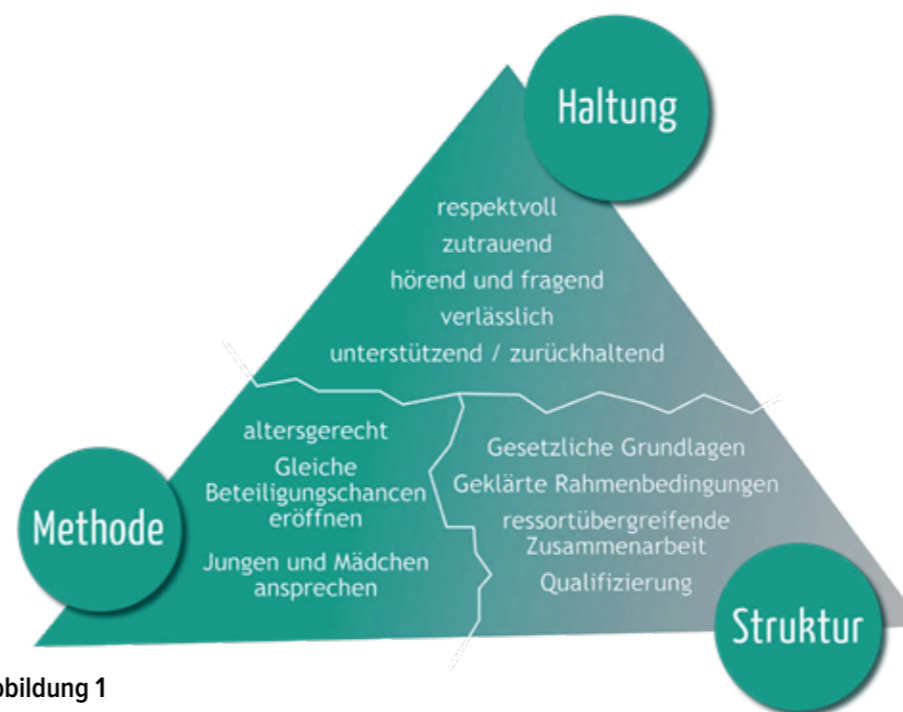 Haltung
respektvoll
zutrauend
hörend und fragend
verlässlich
unterstützend / zurückhaltend
Methode
altersgerecht
Gleiche
Beteiligungschancen
eröffnen
Jungen und Mädchen
ansprechen
Gesetzliche Grundlagen
Geklärte Rahmenbedingungen
ressortübergreifende
Zusammenarbeit
Qualifizierung
Struktur
bbildung 1